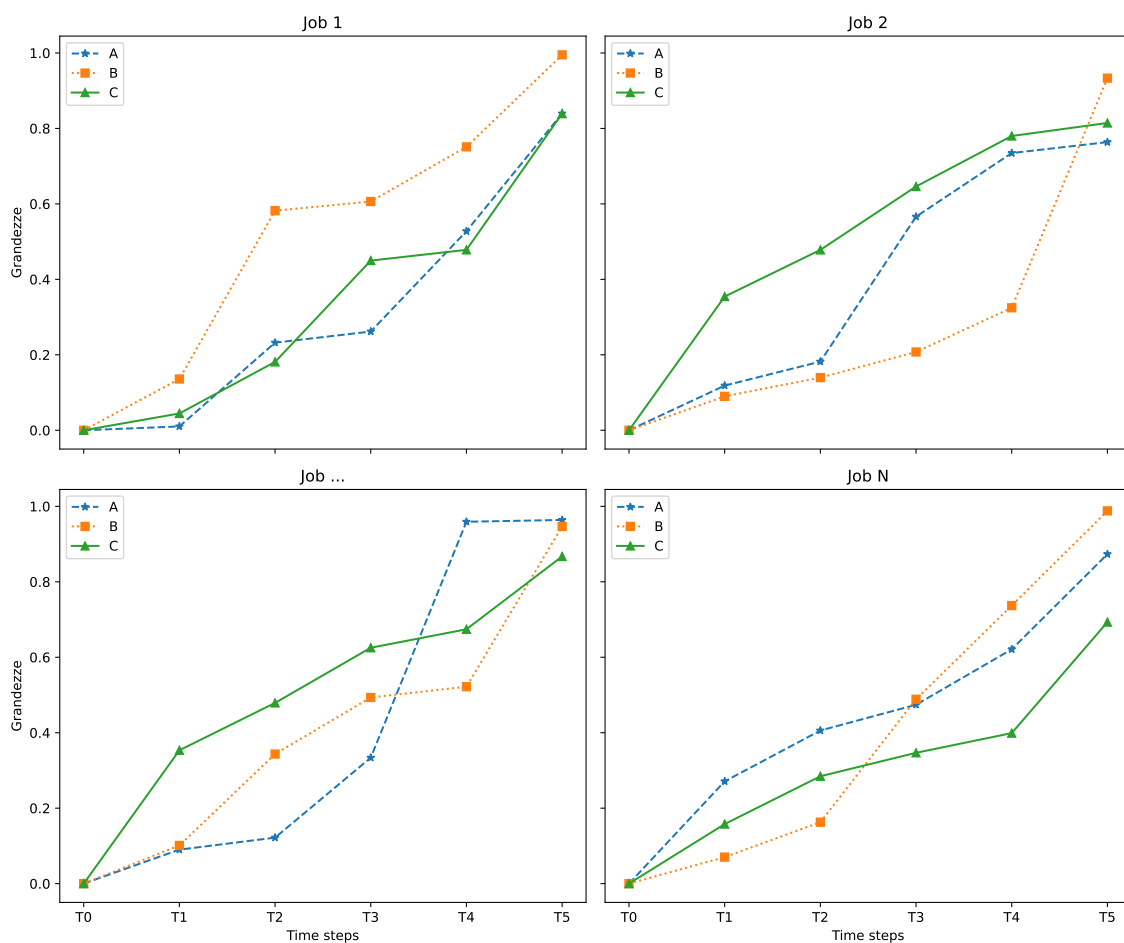 Job 1
A
B
C
1.0
0.8
0.6
0.4
0.2
0.0
Grandezze
Job 2
A
B
C
Job ...
A
B
C
1.0
0.8
0.6
0.4
0.2
0.0
Grandezze
T0 T1 T2 T3 T4 T5
Time steps
Job N
A
B
C
T0 T1 T2 T3 T4 T5
Time steps